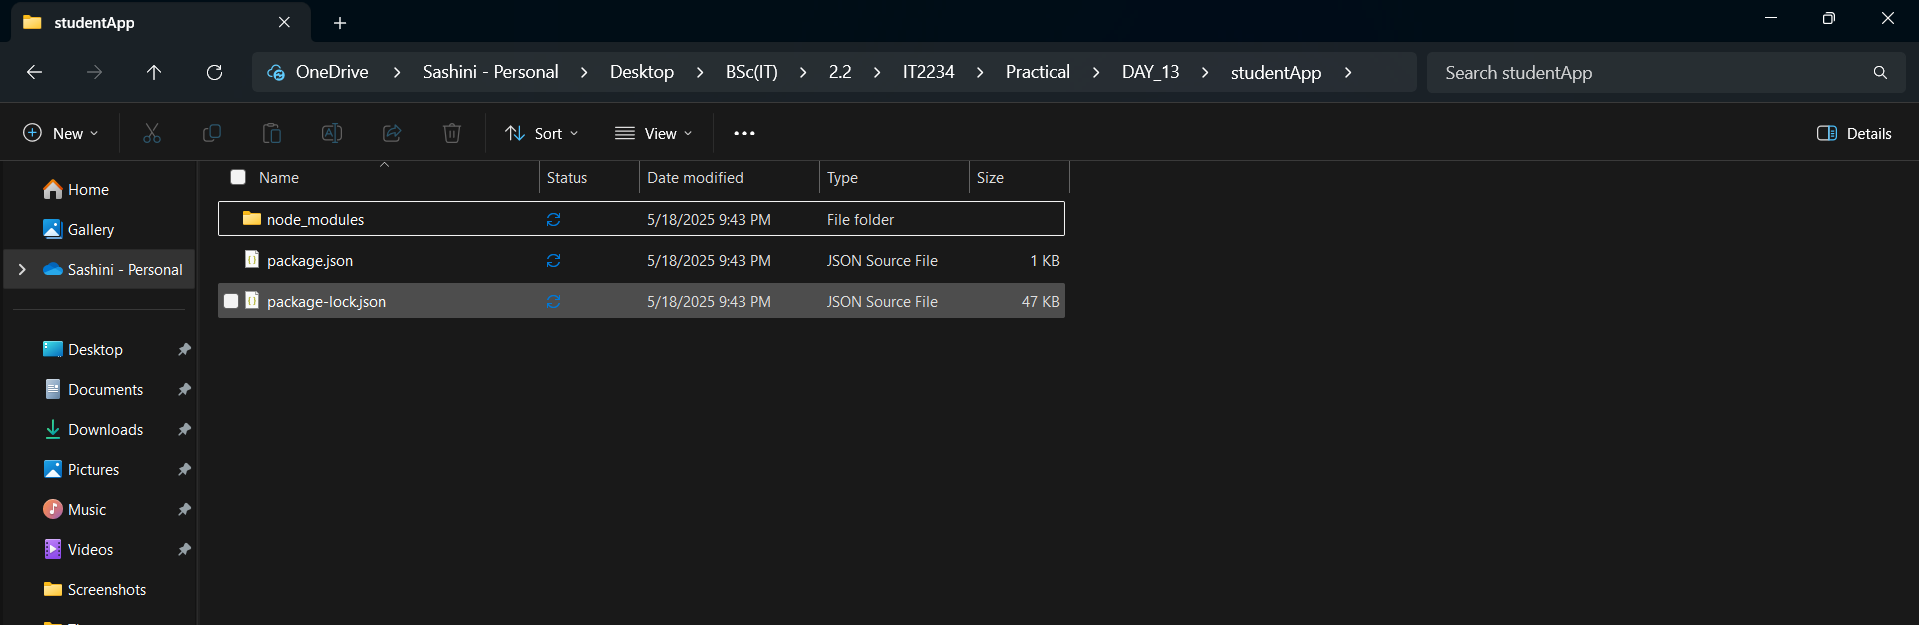 studentApp
OneDrive > Sashini - Personal > Desktop > BSc(IT) > 2.2 > IT2234 > Practical > DAY_13 > studentApp >
Search studentApp
New
Sort
View
Details
Name Status Date modified Type Size
node_modules 5/18/2025 9:43 PM File folder
package.json 5/18/2025 9:43 PM JSON Source File 1 KB
package-lock.json 5/18/2025 9:43 PM JSON Source File 47 KB
Home
Gallery
Sashini - Personal
Desktop
Documents
Downloads
Pictures
Music
Videos
Screenshots